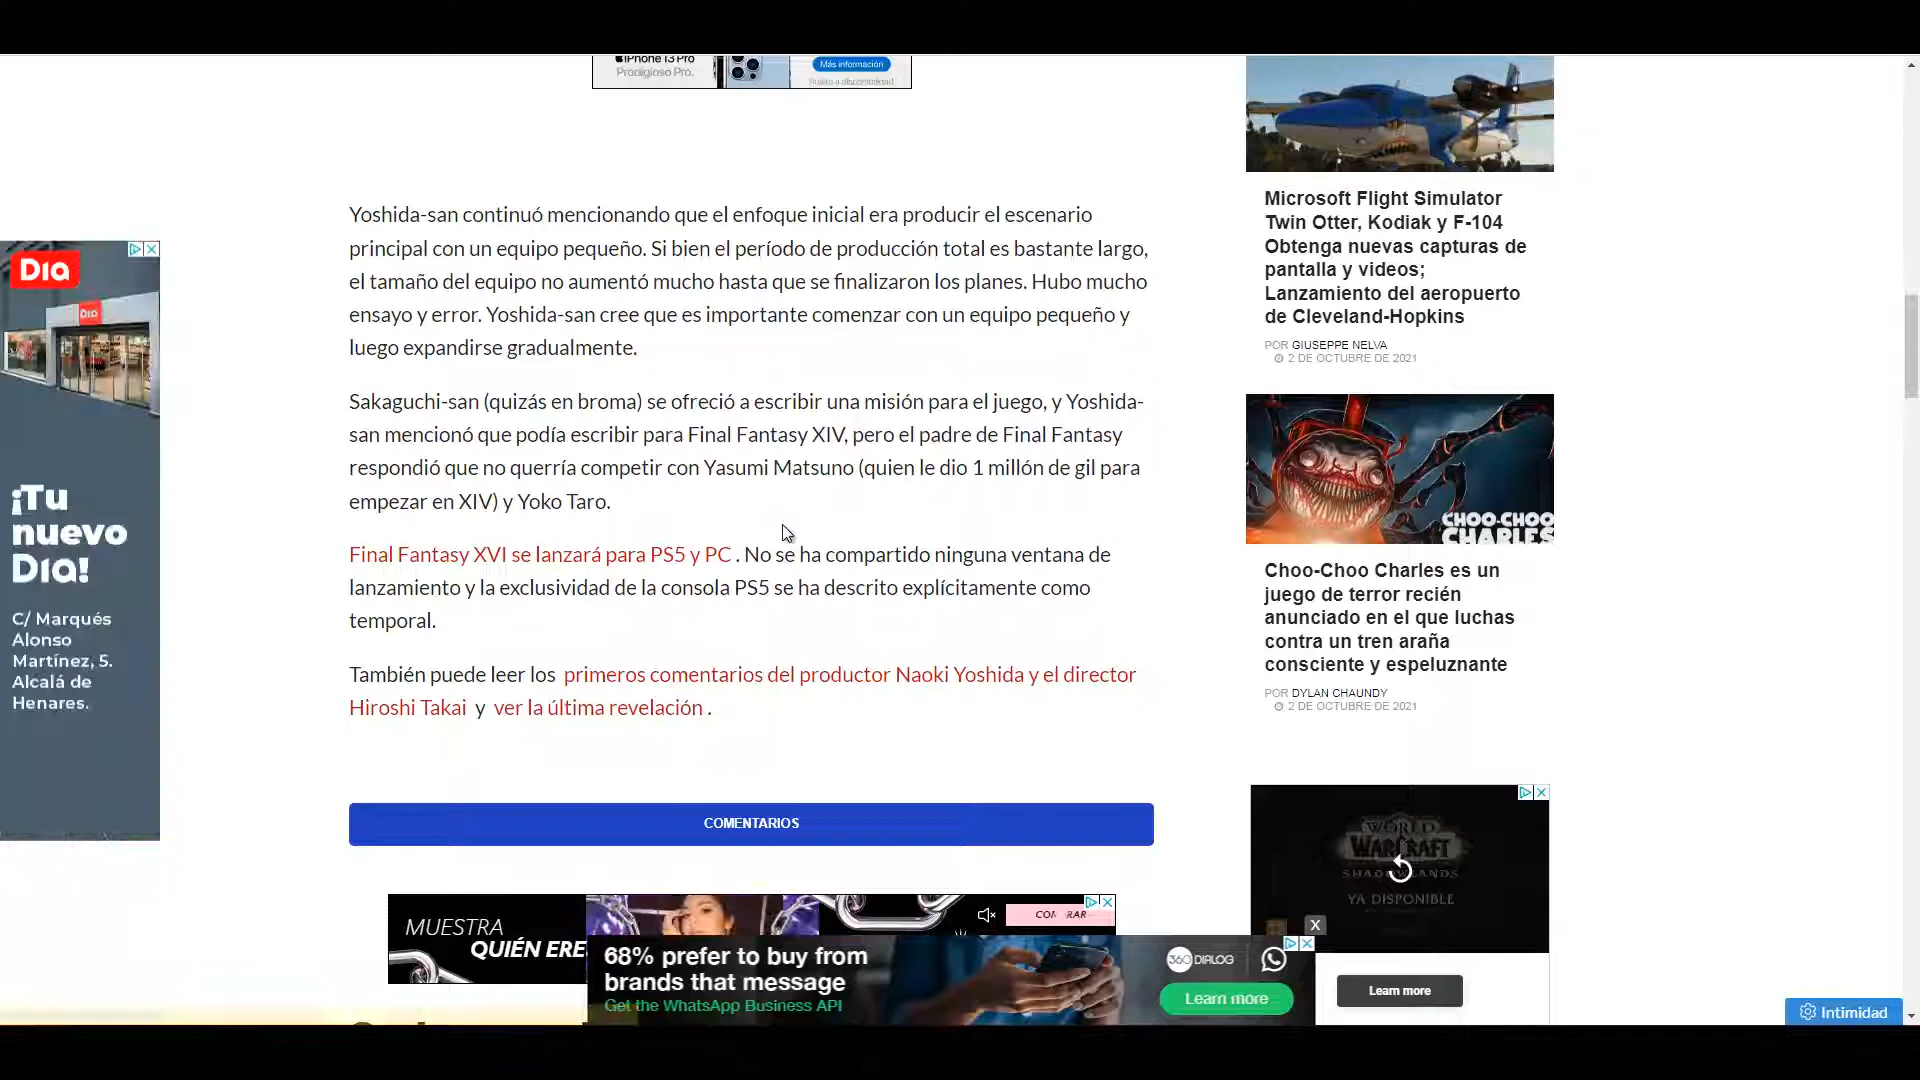 iPhone 13 Pro
Prodigioso Pro.
Más información
Sujeto a disponibilidad
Yoshida-san continuó mencionando que el enfoque inicial era producir el escenario
principal con un equipo pequeño. Si bien el período de producción total es bastante largo,
el tamaño del equipo no aumentó mucho hasta que se finalizaron los planes. Hubo mucho
ensayo y error. Yoshida-san cree que es importante comenzar con un equipo pequeño y
luego expandirse gradualmente.
Sakaguchi-san (quizás en broma) se ofreció a escribir una misión para el juego, y Yoshida-
san mencionó que podía escribir para Final Fantasy XIV, pero el padre de Final Fantasy
respondió que no querría competir con Yasumi Matsuno (quien le dio 1 millón de gil para
empezar en XIV) y Yoko Taro.
Final Fantasy XVI se lanzará para PS5 y PC . No se ha compartido ninguna ventana de
lanzamiento y la exclusividad de la consola PS5 se ha descrito explícitamente como
temporal.
También puede leer los primeros comentarios del productor Naoki Yoshida y el director
Hiroshi Takai y ver la última revelación .
COMENTARIOS
Dia
Dia
¡Tu
nuevo
Dia!
C/ Marqués
Alonso
Martínez, 5.
Alcalá de
Henares.
Microsoft Flight Simulator
Twin Otter, Kodiak y F-104
Obtenga nuevas capturas de
pantalla y videos;
Lanzamiento del aeropuerto
de Cleveland-Hopkins
POR GIUSEPPE NELVA
2 DE OCTUBRE DE 2021
CHOO-CHOO
CHARLES
Choo-Choo Charles es un
juego de terror recién
anunciado en el que luchas
contra un tren araña
consciente y espeluznante
POR DYLAN CHAUNDY
2 DE OCTUBRE DE 2021
WORLD
WARCRAFT
SHADOWLANDS
YA DISPONIBLE
Learn more
MUESTRA
QUIÉN ERE
COMPRAR
X
68% prefer to buy from
brands that message
Get the WhatsApp Business API
360 DIALOG
Learn more
Intimidad